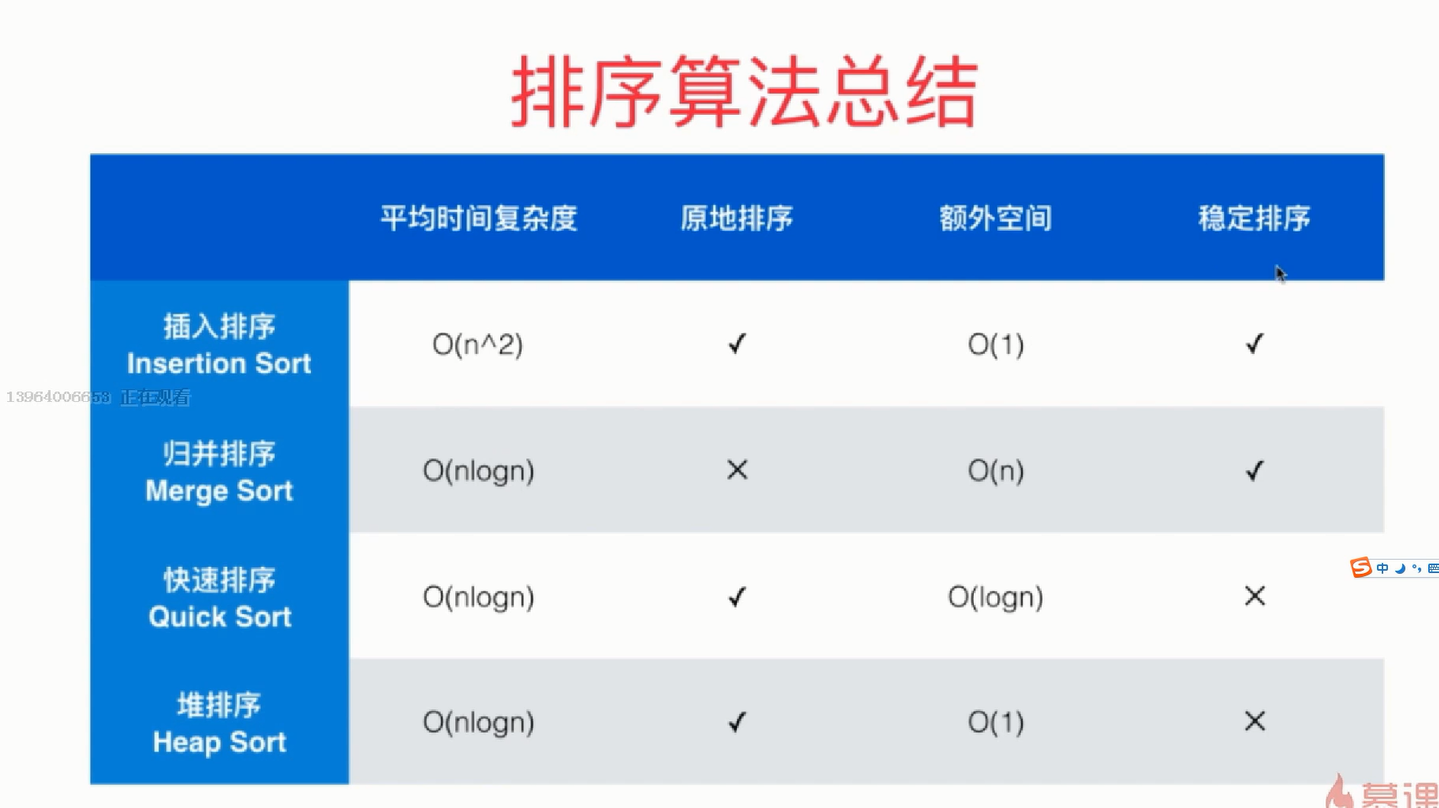 排序算法总结
平均时间复杂度 原地排序 额外空间 稳定排序
插入排序
Insertion Sort
O(n^2) ✓ O(1) ✓
13964006653 正在观看
归并排序
Merge Sort
O(nlogn) ✕ O(n) ✓
快速排序
Quick Sort
O(nlogn) ✓ O(logn) ✕
中
堆排序
Heap Sort
O(nlogn) ✓ O(1) ✕
慕课